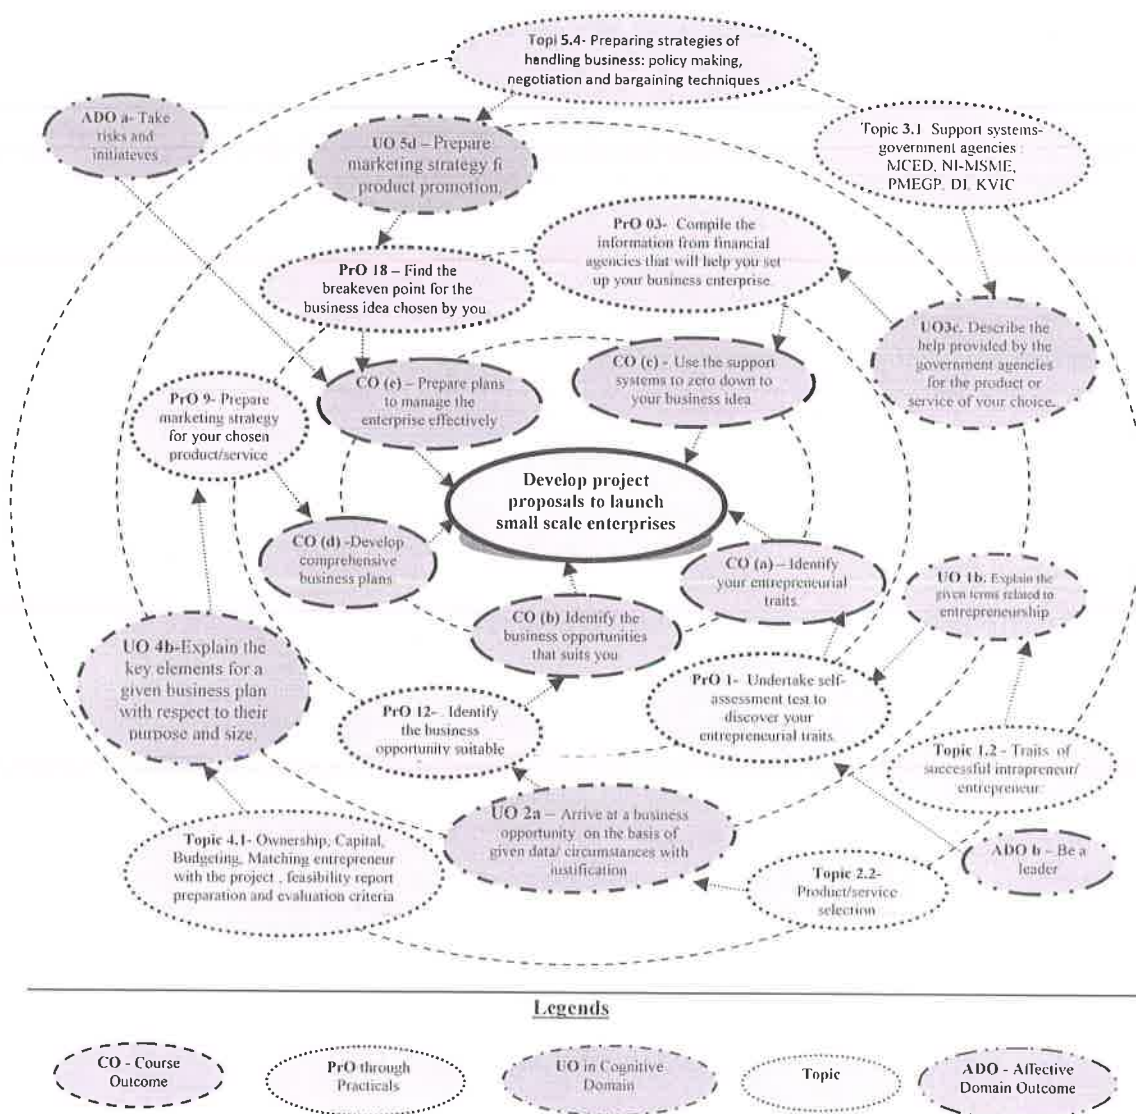 Topi 5.4- Preparing strategies of
handling business: policy making,
negotiation and bargaining techniques
ADO a- Take
risks and
initiateves
UO 5d – Prepare
marketing strategy f
product promotion.
Topic 3.1 Support systems-
government agencies :
MCED, NI-MSME,
PMEGP, DI, KVIC
PrO 03- Compile the
information from financial
agencies that will help you set
up your business enterprise
PrO 18 – Find the
breakeven point for the
business idea chosen by you
UO3c. Describe the
help provided by the
government agencies
for the product or
service of your choice.
CO (e) – Prepare plans
to manage the
enterprise effectively
CO (c) - Use the support
systems to zero down to
your business idea
PrO 9- Prepare
marketing strategy
for your chosen
product/service
Develop project
proposals to launch
small scale enterprises
CO (d) -Develop
comprehensive
business plans
CO (a) – Identify
your entrepreneurial
traits.
UO 1b. Explain the
given terms related to
entrepreneurship
CO (b) Identify the
business opportunities
that suits you
UO 4b-Explain the
key elements for a
given business plan
with respect to their
purpose and size.
PrO 1- Undertake self-
assessment test to
discover your
entrepreneurial traits.
PrO 12- . Identify
the business
opportunity suitable
Topic 1.2 - Traits of
successful intrapreneur/
entrepreneur
UO 2a – Arrive at a business
opportunity on the basis of
given data/ circumstances with
justification
Topic 4.1- Ownership, Capital,
Budgeting, Matching entrepreneur
with the project , feasibility report
preparation and evaluation criteria
ADO b – Be a
leader
Topic 2.2-
Product/service
selection
Legends
CO - Course
Outcome
PrO through
Practicals
UO in Cognitive
Domain
Topic
ADO - Affective
Domain Outcome